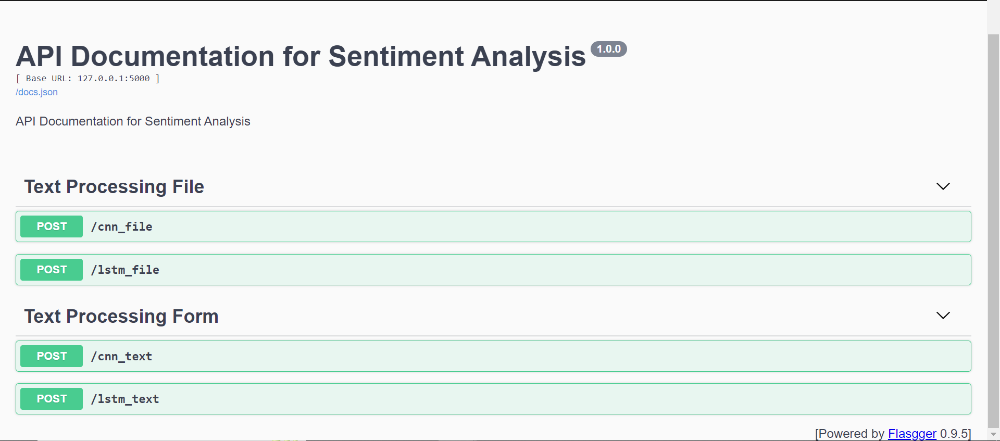 API Documentation for Sentiment Analysis 1.0.0
[ Base URL: 127.0.0.1:5000 ]
/docs.json
API Documentation for Sentiment Analysis
Text Processing File
POST /cnn_file
POST /lstm_file
Text Processing Form
POST /cnn_text
POST /lstm_text
[Powered by Flasgger 0.9.5]